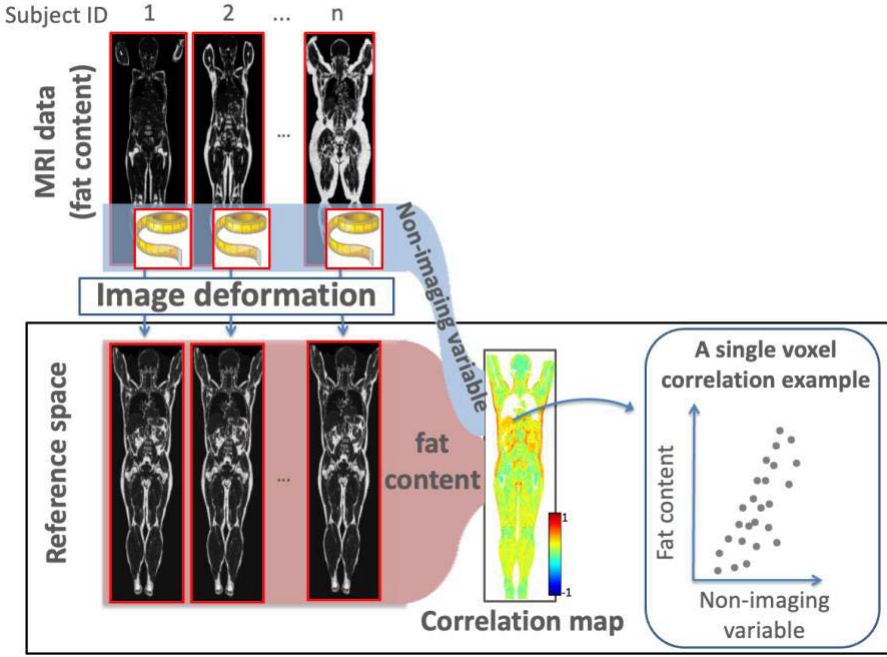 Subject ID 1 2 ... n
MRI data
(fat content)
...
Non-imaging variable
Image deformation
Reference space
...
fat
content
1
-1
Correlation map
A single voxel
correlation example
Fat content
Non-imaging
variable